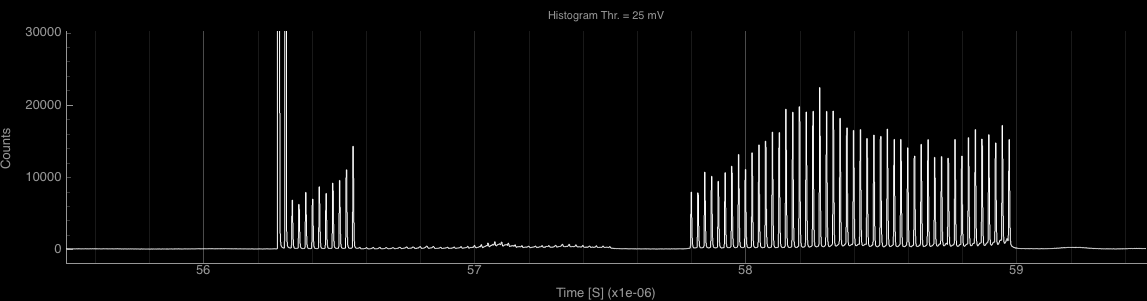 Histogram Thr. = 25 mV
30000
20000
10000
0
Counts
56 57 58 59
Time [S] (x1e-06)